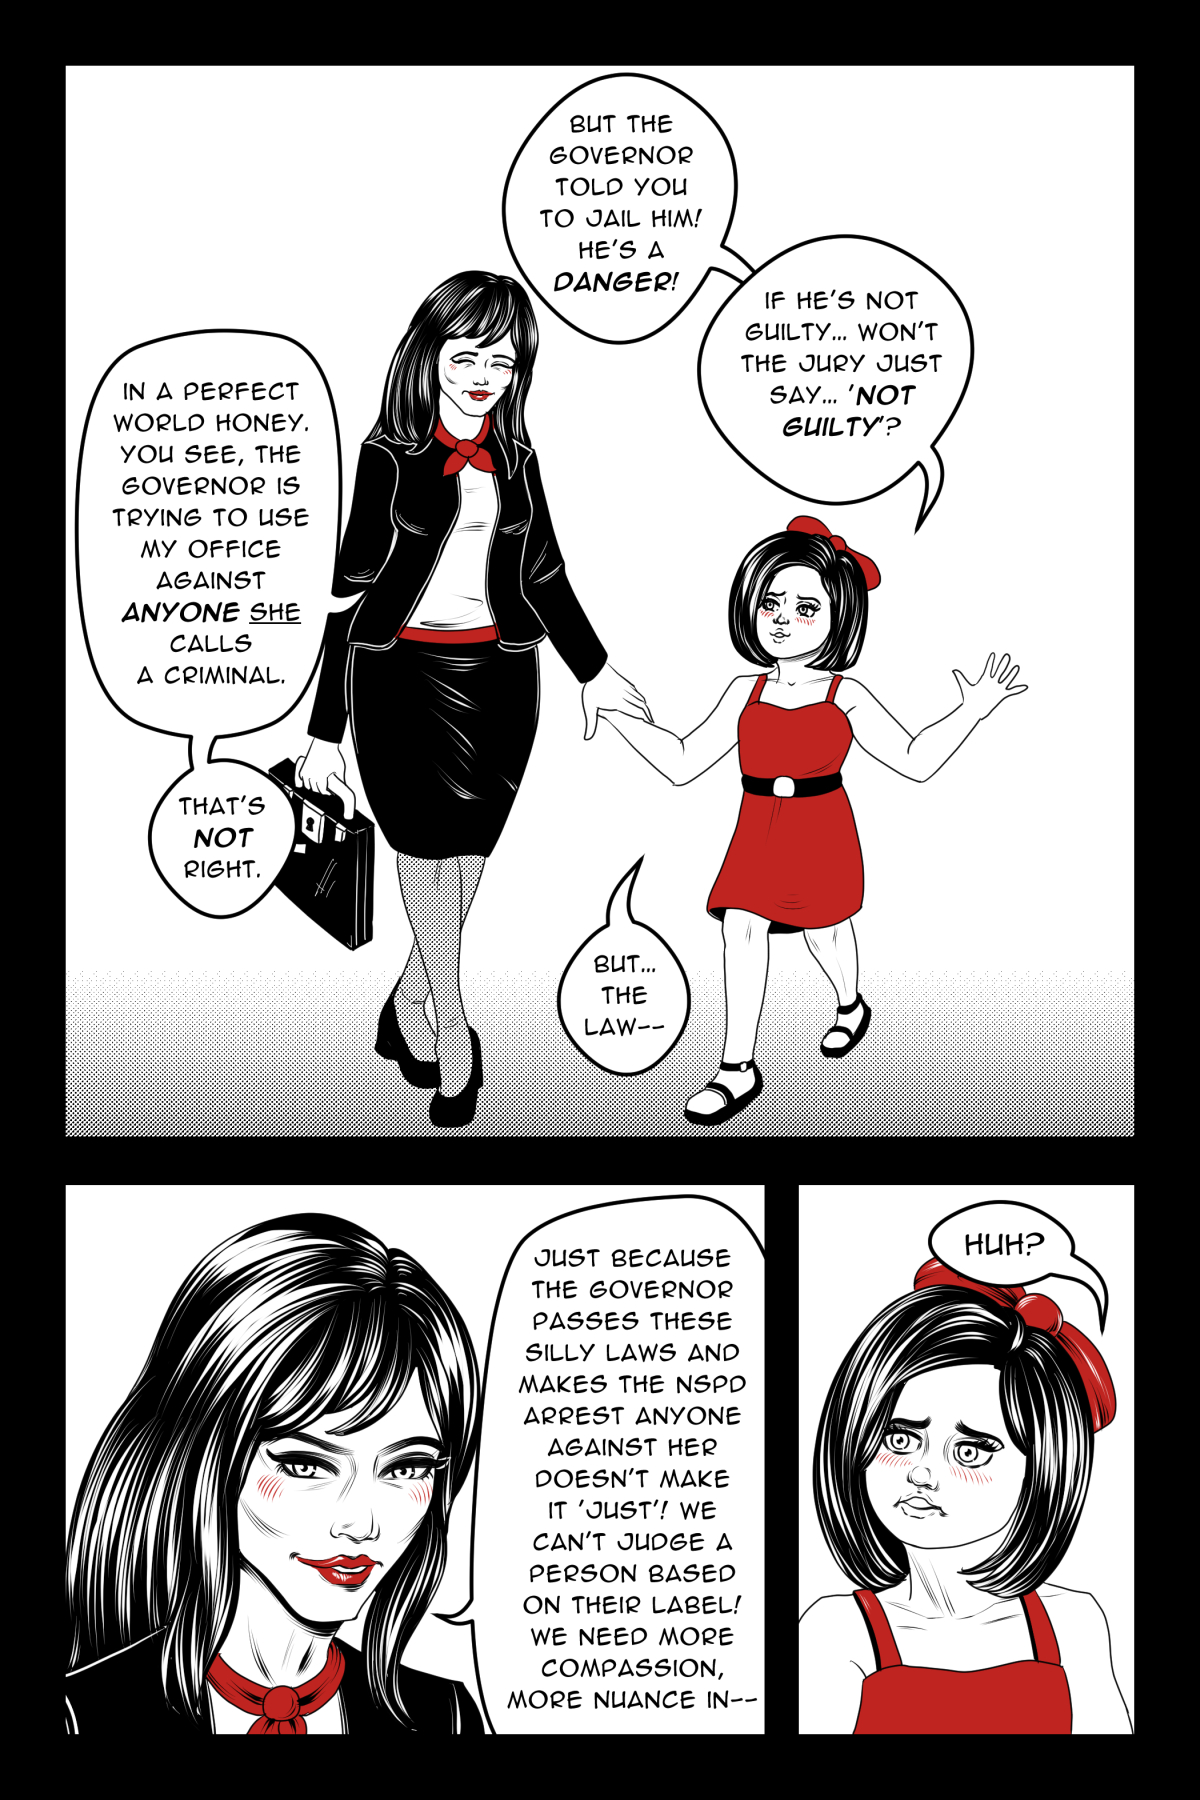 BUT THE
GOVERNOR
TOLD YOU
TO JAIL HIM!
HE'S A
DANGER!
IF HE'S NOT
GUILTY... WON'T
THE JURY JUST
SAY... 'NOT
GUILTY'?
IN A PERFECT
WORLD HONEY.
YOU SEE, THE
GOVERNOR IS
TRYING TO USE
MY OFFICE
AGAINST
ANYONE SHE
CALLS
A CRIMINAL.
THAT'S
NOT
RIGHT.
BUT...
THE
LAW--
JUST BECAUSE
THE GOVERNOR
PASSES THESE
SILLY LAWS AND
MAKES THE NSPD
ARREST ANYONE
AGAINST HER
DOESN'T MAKE
IT 'JUST'! WE
CAN'T JUDGE A
PERSON BASED
ON THEIR LABEL!
WE NEED MORE
COMPASSION,
MORE NUANCE IN--
HUH?